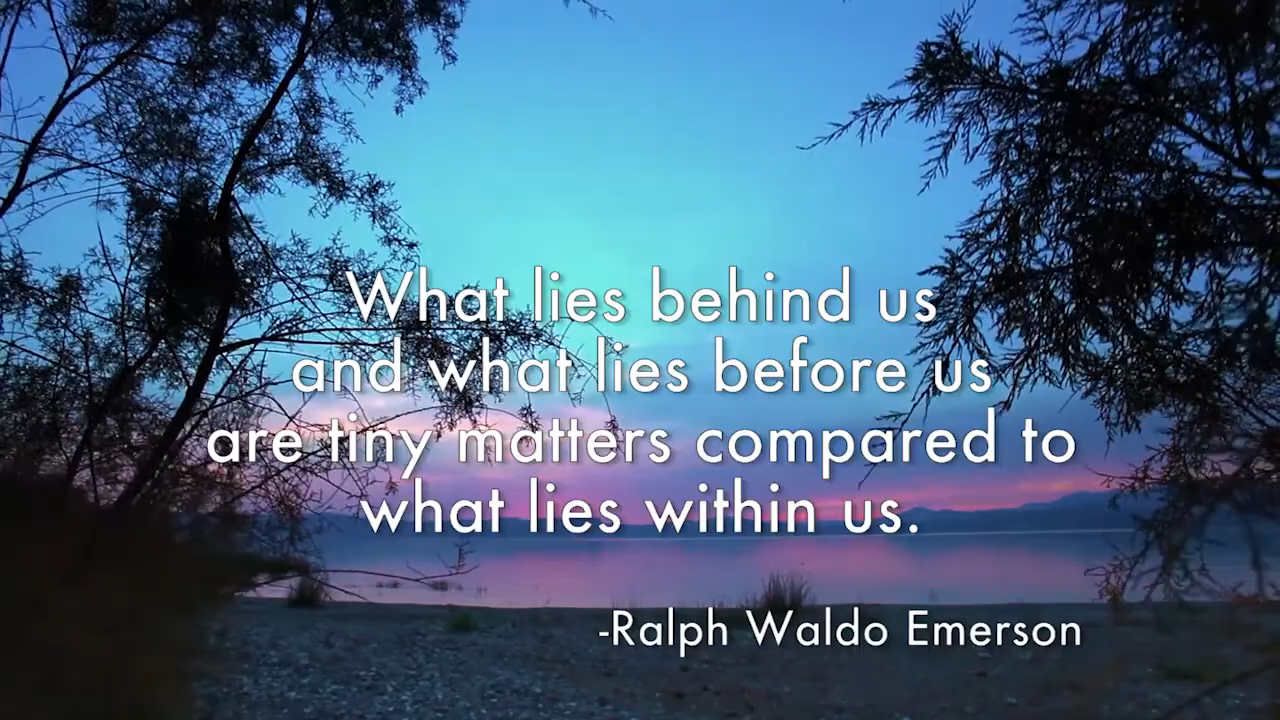 What lies behind us
and what lies before us
are tiny matters compared to
what lies within us.
-Ralph Waldo Emerson